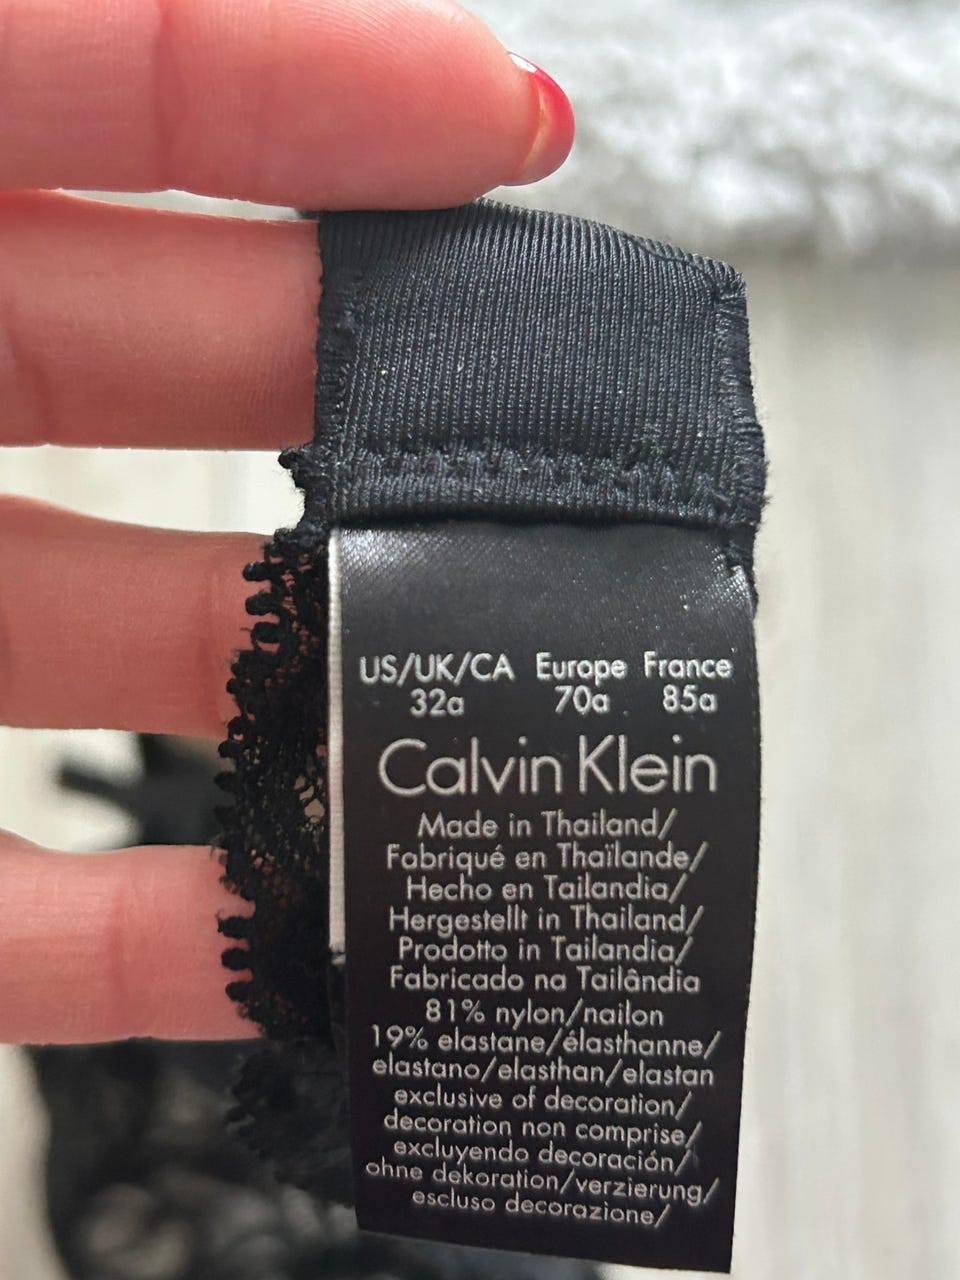 US/UK/CA Europe France
32a 70a 85a
Calvin Klein
Made in Thailand/
Fabriqué en Thaïlande/
Hecho en Tailandia/
Hergestellt in Thailand/
Prodotto in Tailandia/
Fabricado na Tailândia
81% nylon/nailon
19% elastane/élasthanne/
elastano/elasthan/elastan
exclusive of decoration/
decoration non comprise/
excluyendo decoración/
ohne dekoration/verzierung/
escluso decorazione/